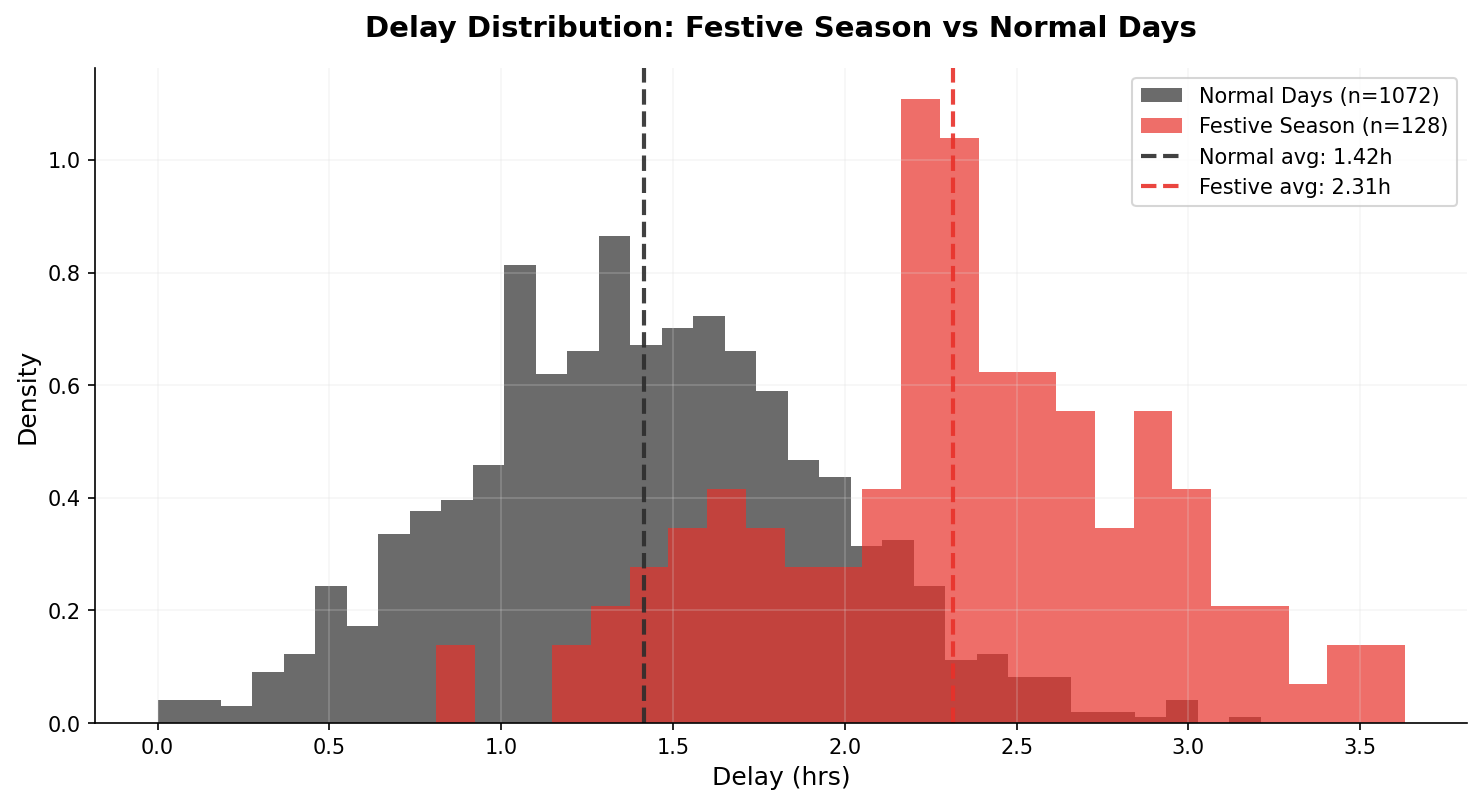 Delay Distribution: Festive Season vs Normal Days
Normal Days (n=1072)
Festive Season (n=128)
Normal avg: 1.42h
Festive avg: 2.31h
Density
1.0
0.8
0.6
0.4
0.2
0.0
0.0 0.5 1.0 1.5 2.0 2.5 3.0 3.5
Delay (hrs)